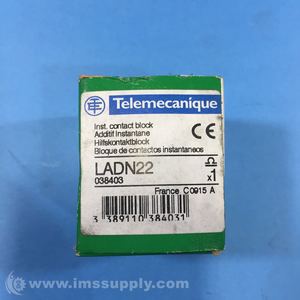 Telemecanique
Inst. contact block
Additif instantane
Hilfskontaktblock
Bloque de contactos instantaneos
CE
LADN22
038403
x1
France C0915 A
3 389110 384031
© www.imssupply.com